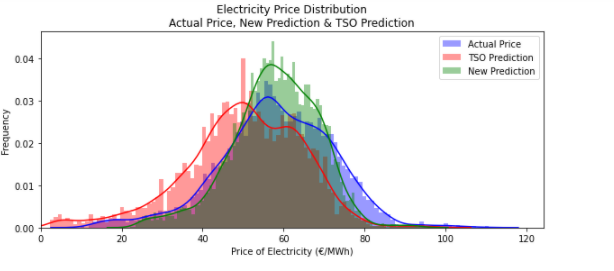 Electricity Price Distribution
Actual Price, New Prediction & TSO Prediction
Actual Price
TSO Prediction
New Prediction
Frequency
0.04
0.03
0.02
0.01
0.00
0 20 40 60 80 100 120
Price of Electricity (€/MWh)